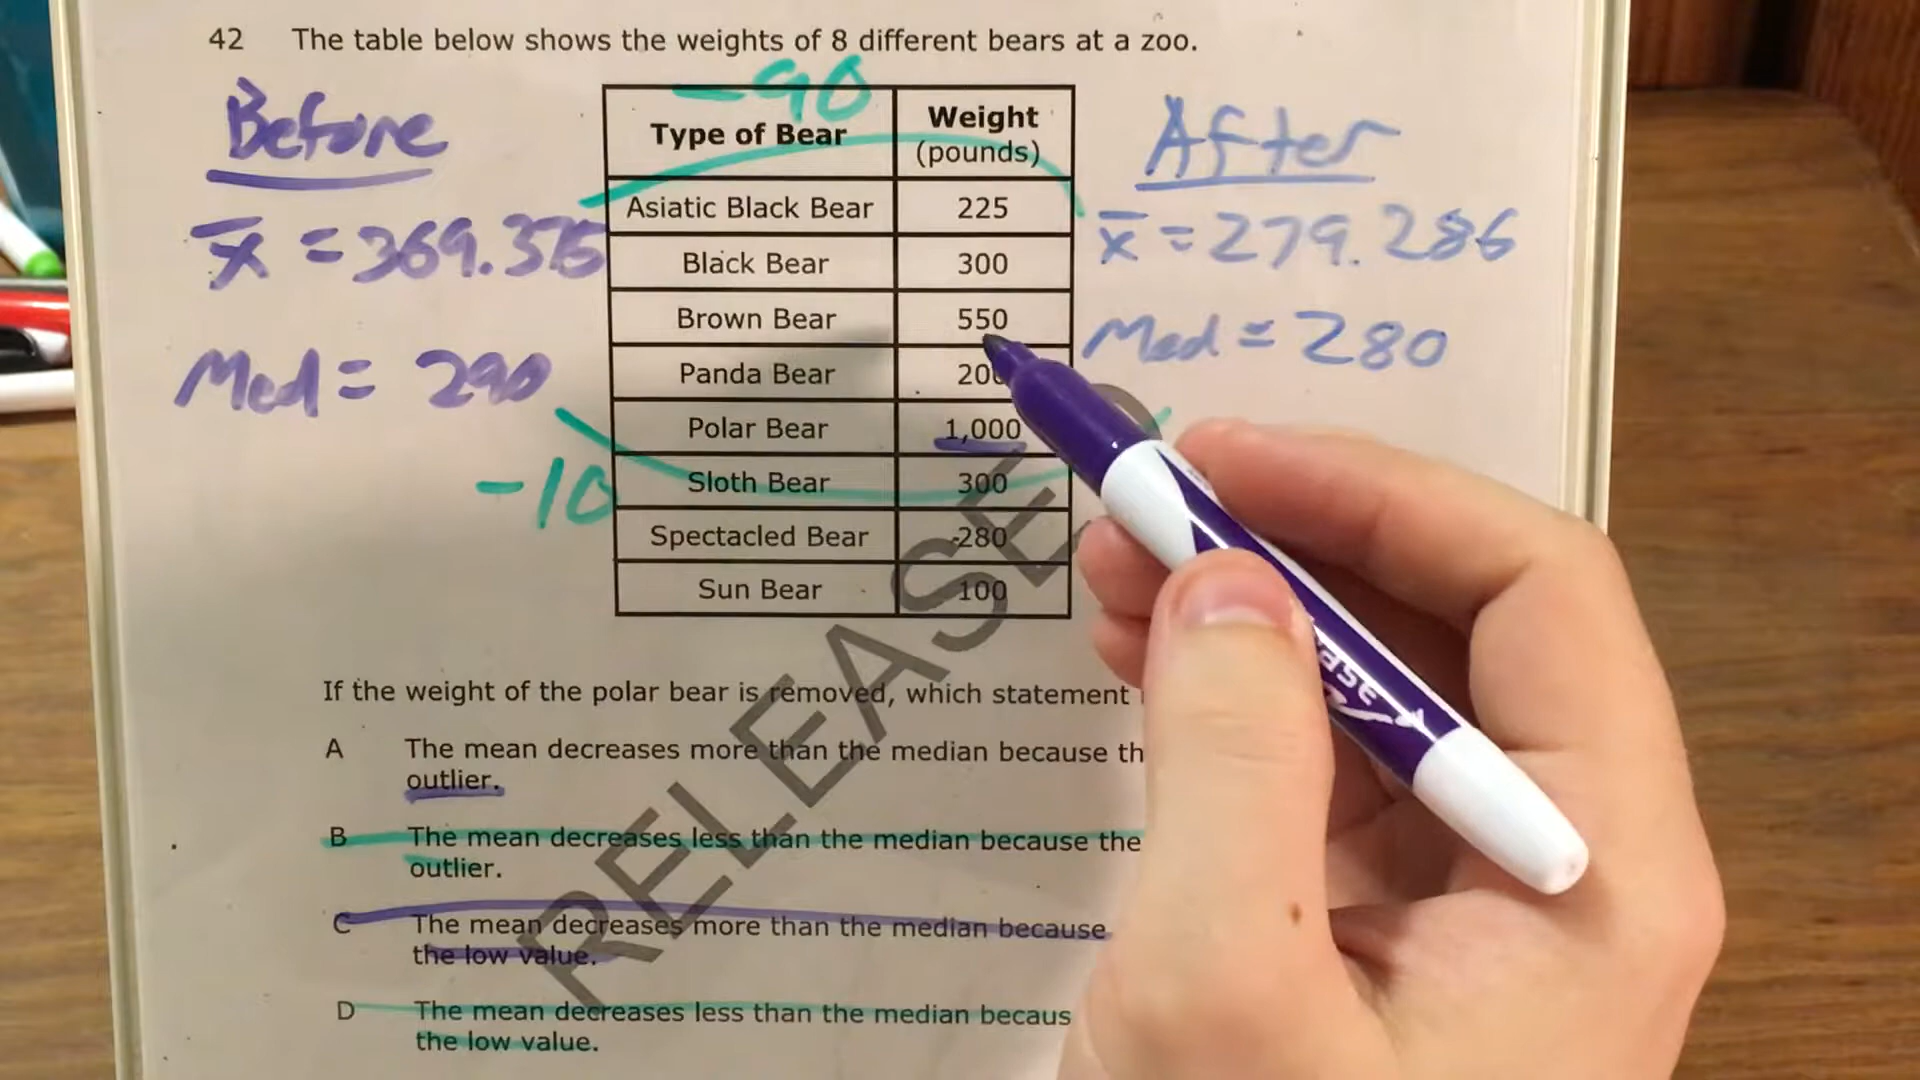 42 The table below shows the weights of 8 different bears at a zoo.
-90
Before
x̄ = 369.375
Med = 290
-10
After
x̄ = 279.286
Med = 280
Type of Bear Weight (pounds)
Asiatic Black Bear 225
Black Bear 300
Brown Bear 550
Panda Bear 200
Polar Bear 1,000
Sloth Bear 300
Spectacled Bear 280
Sun Bear 100
RELEASED
If the weight of the polar bear is removed, which statement
A The mean decreases more than the median because
outlier.
B The mean decreases less than the median because the
outlier.
C The mean decreases more than the median because
the low value.
D The mean decreases less than the median
the low value.